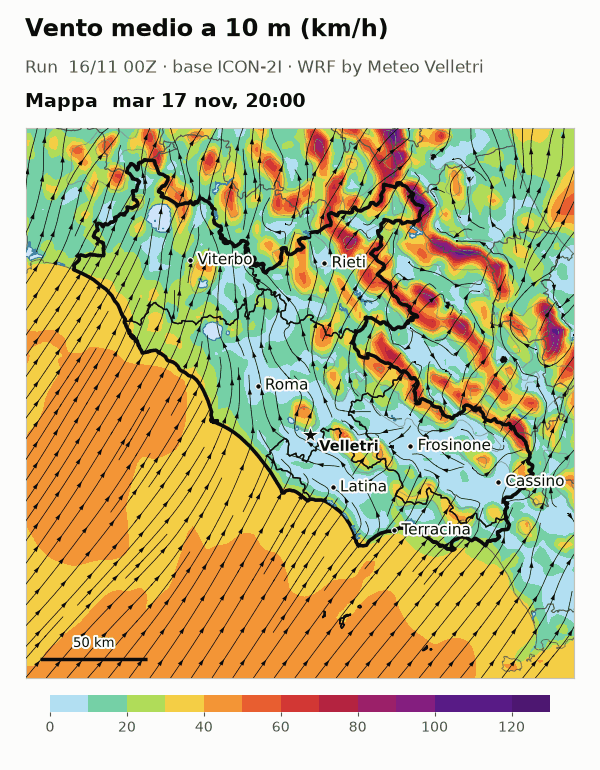 Vento medio a 10 m (km/h)
Run 16/11 00Z · base ICON-2I · WRF by Meteo Velletri
Mappa mar 17 nov, 20:00
Viterbo
Rieti
Roma
Velletri
Frosinone
Cassino
Latina
Terracina
50 km
0 20 40 60 80 100 120